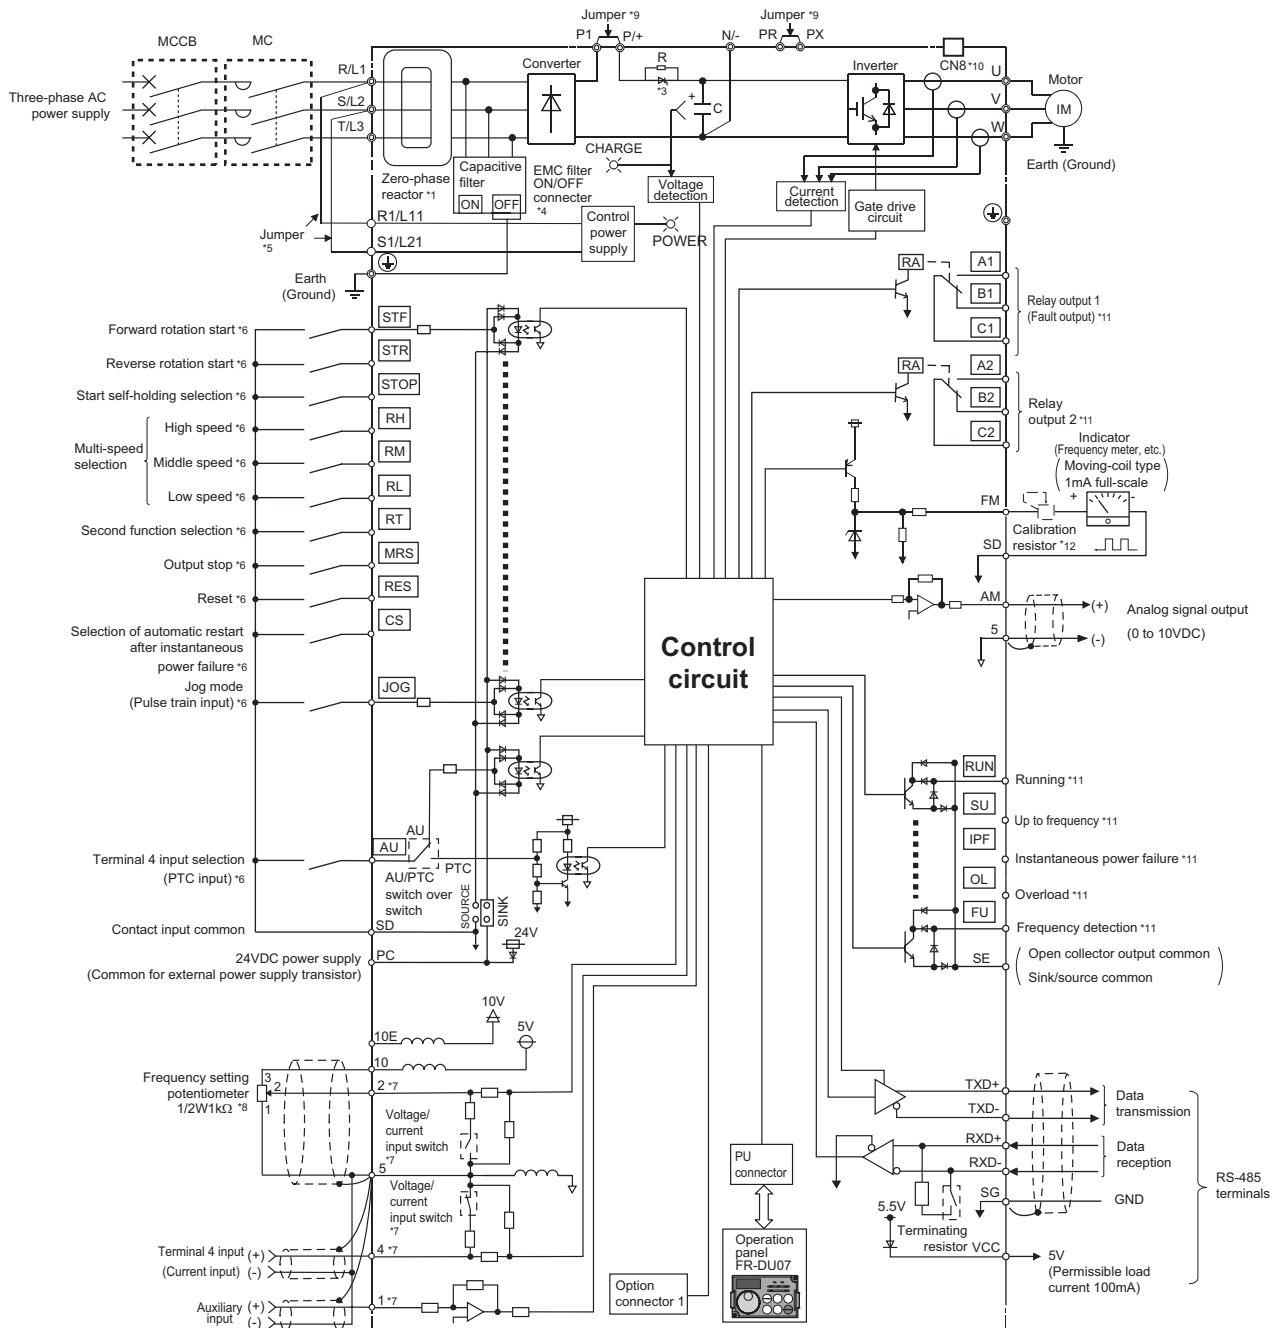 Jumper *9
Jumper *9
MCCB
MC
P1
P/+
N/-
PR
PX
R/L1
Converter
R
*3
Inverter
CN8 *10
U
Motor
Three-phase AC
power supply
S/L2
+
C
V
IM
T/L3
W
CHARGE
Earth (Ground)
Zero-phase
reactor *1
Capacitive
filter
ON
OFF
EMC filter
ON/OFF
connecter
*4
Voltage
detection
Current
detection
Gate drive
circuit
R1/L11
Jumper
*5
S1/L21
Control
power
supply
POWER
Earth
(Ground)
RA
A1
B1
C1
Relay output 1
(Fault output) *11
Forward rotation start *6
STF
Reverse rotation start *6
STR
RA
A2
B2
C2
Relay
output 2 *11
Start self-holding selection *6
STOP
Multi-speed
selection
High speed *6
RH
Middle speed *6
RM
Low speed *6
RL
Indicator
(Frequency meter, etc.)
Moving-coil type
1mA full-scale
FM
+
-
Calibration
resistor *12
SD
Second function selection *6
RT
Output stop *6
MRS
Reset *6
RES
Selection of automatic restart
after instantaneous
power failure *6
CS
AM
(+)
5
(-)
Analog signal output
(0 to 10VDC)
Jog mode
(Pulse train input) *6
JOG
Control
circuit
RUN
Running *11
SU
Up to frequency *11
IPF
Instantaneous power failure *11
OL
Overload *11
FU
Frequency detection *11
SE
Open collector output common
Sink/source common
Terminal 4 input selection
(PTC input) *6
AU
AU
PTC
AU/PTC
switch over
switch
SOURCE
SINK
Contact input common
SD
24V
24VDC power supply
(Common for external power supply transistor)
PC
10V
5V
10E
10
Frequency setting
potentiometer
1/2W1kΩ *8
3
2
1
2 *7
Voltage/
current
input switch
*7
5
Voltage/
current
input switch
*7
Terminal 4 input
(Current input)
(+)
(-)
4 *7
Auxiliary
input
(+)
(-)
1 *7
PU
connector
Operation
panel
FR-DU07
Option
connector 1
TXD+
TXD-
Data
transmission
RXD+
RXD-
Data
reception
SG
GND
RS-485
terminals
5.5V
Terminating
resistor
VCC
5V
(Permissible load
current 100mA)